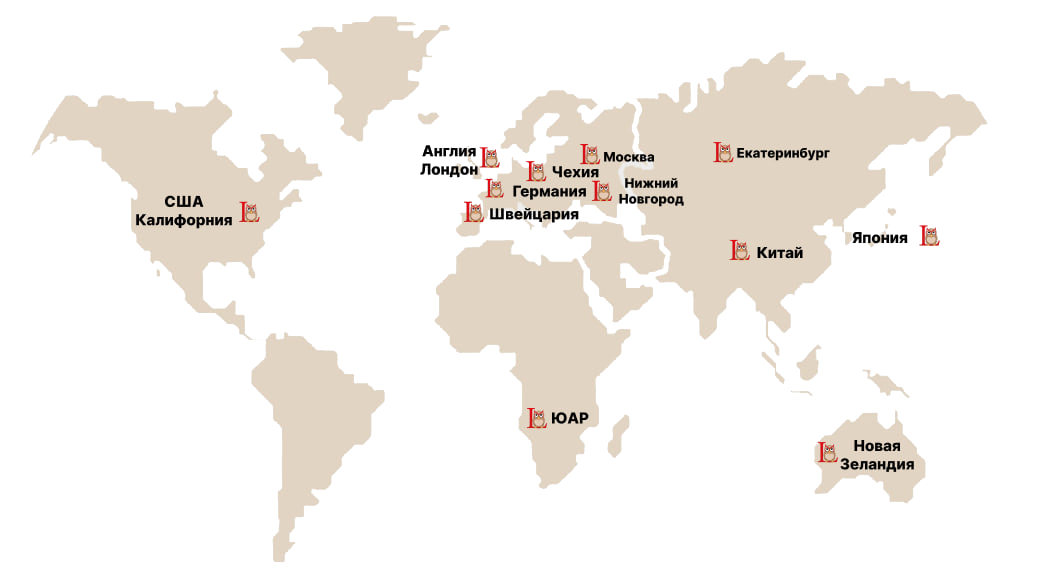 Англия
Лондон
Москва
Екатеринбург
Чехия
Германия
Нижний
Новгород
США
Калифорния
Швейцария
Япония
Китай
ЮАР
Новая
Зеландия